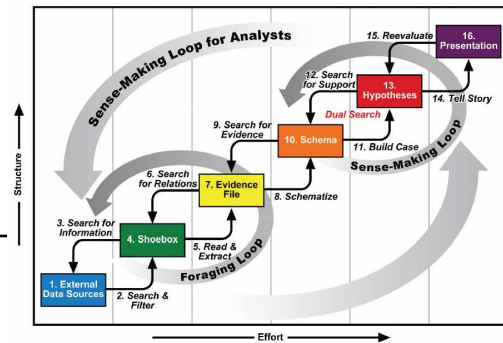 Sense-Making Loop for Analysts
15. Reevaluate
16.
Presentation
12. Search
for Support
13.
Hypotheses
14. Tell Story
Dual Search
9. Search for
Evidence
10. Schema
11. Build Case
Sense-Making Loop
6. Search
for Relations
7. Evidence
File
8. Schematize
3. Search for
Information
4. Shoebox
5. Read &
Extract
Foraging Loop
1. External
Data Sources
2. Search &
Filter
Structure
Effort